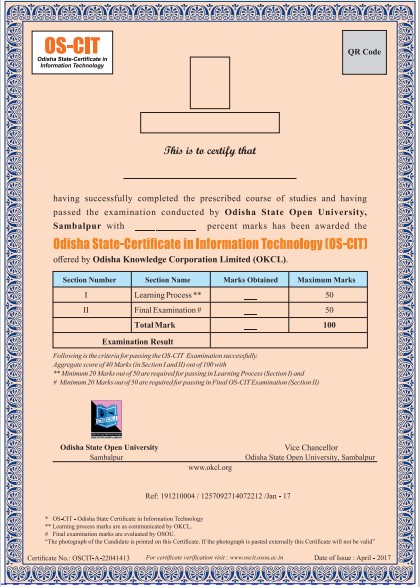 OS-CIT
Odisha State-Certificate in
Information Technology
QR Code
This is to certify that
having successfully completed the prescribed course of studies and having
passed the examination conducted by Odisha State Open University,
Sambalpur with ____ ____ percent marks has been awarded the
Odisha State-Certificate in Information Technology (OS-CIT)
offered by Odisha Knowledge Corporation Limited (OKCL).
Section Number Section Name Marks Obtained Maximum Marks
I Learning Process ** __ 50
II Final Examination # __ 50
Total Mark __ 100
Examination Result
Following is the criteria for passing the OS-CIT Examination successfully.
Aggregate score of 40 Marks (in Section I and II) out of 100 with
** Minimum 20 Marks out of 50 are required for passing in Learning Process (Section I) and
# Minimum 20 Marks out of 50 are required for passing in Final OS-CIT Examination (Section II)
Odisha State Open University
Sambalpur
Vice Chancellor
Odisha State Open University, Sambalpur
www.okcl.org
Ref: 191210004 / 1257092714072212 /Jan - 17
* OS-CIT - Odisha State Certificate in Information Technology
** Learning process marks are as communicated by OKCL.
# Final examination marks are evaluated by OSOU.
"The photograph of the Candidate is printed on this Certificate. If the photograph is pasted externally this Certificate will not be valid"
Certificate No.: OSCIT-A-22041413 For certificate verification visit : www.oscit.osou.ac.in Date of Issue : April - 2017